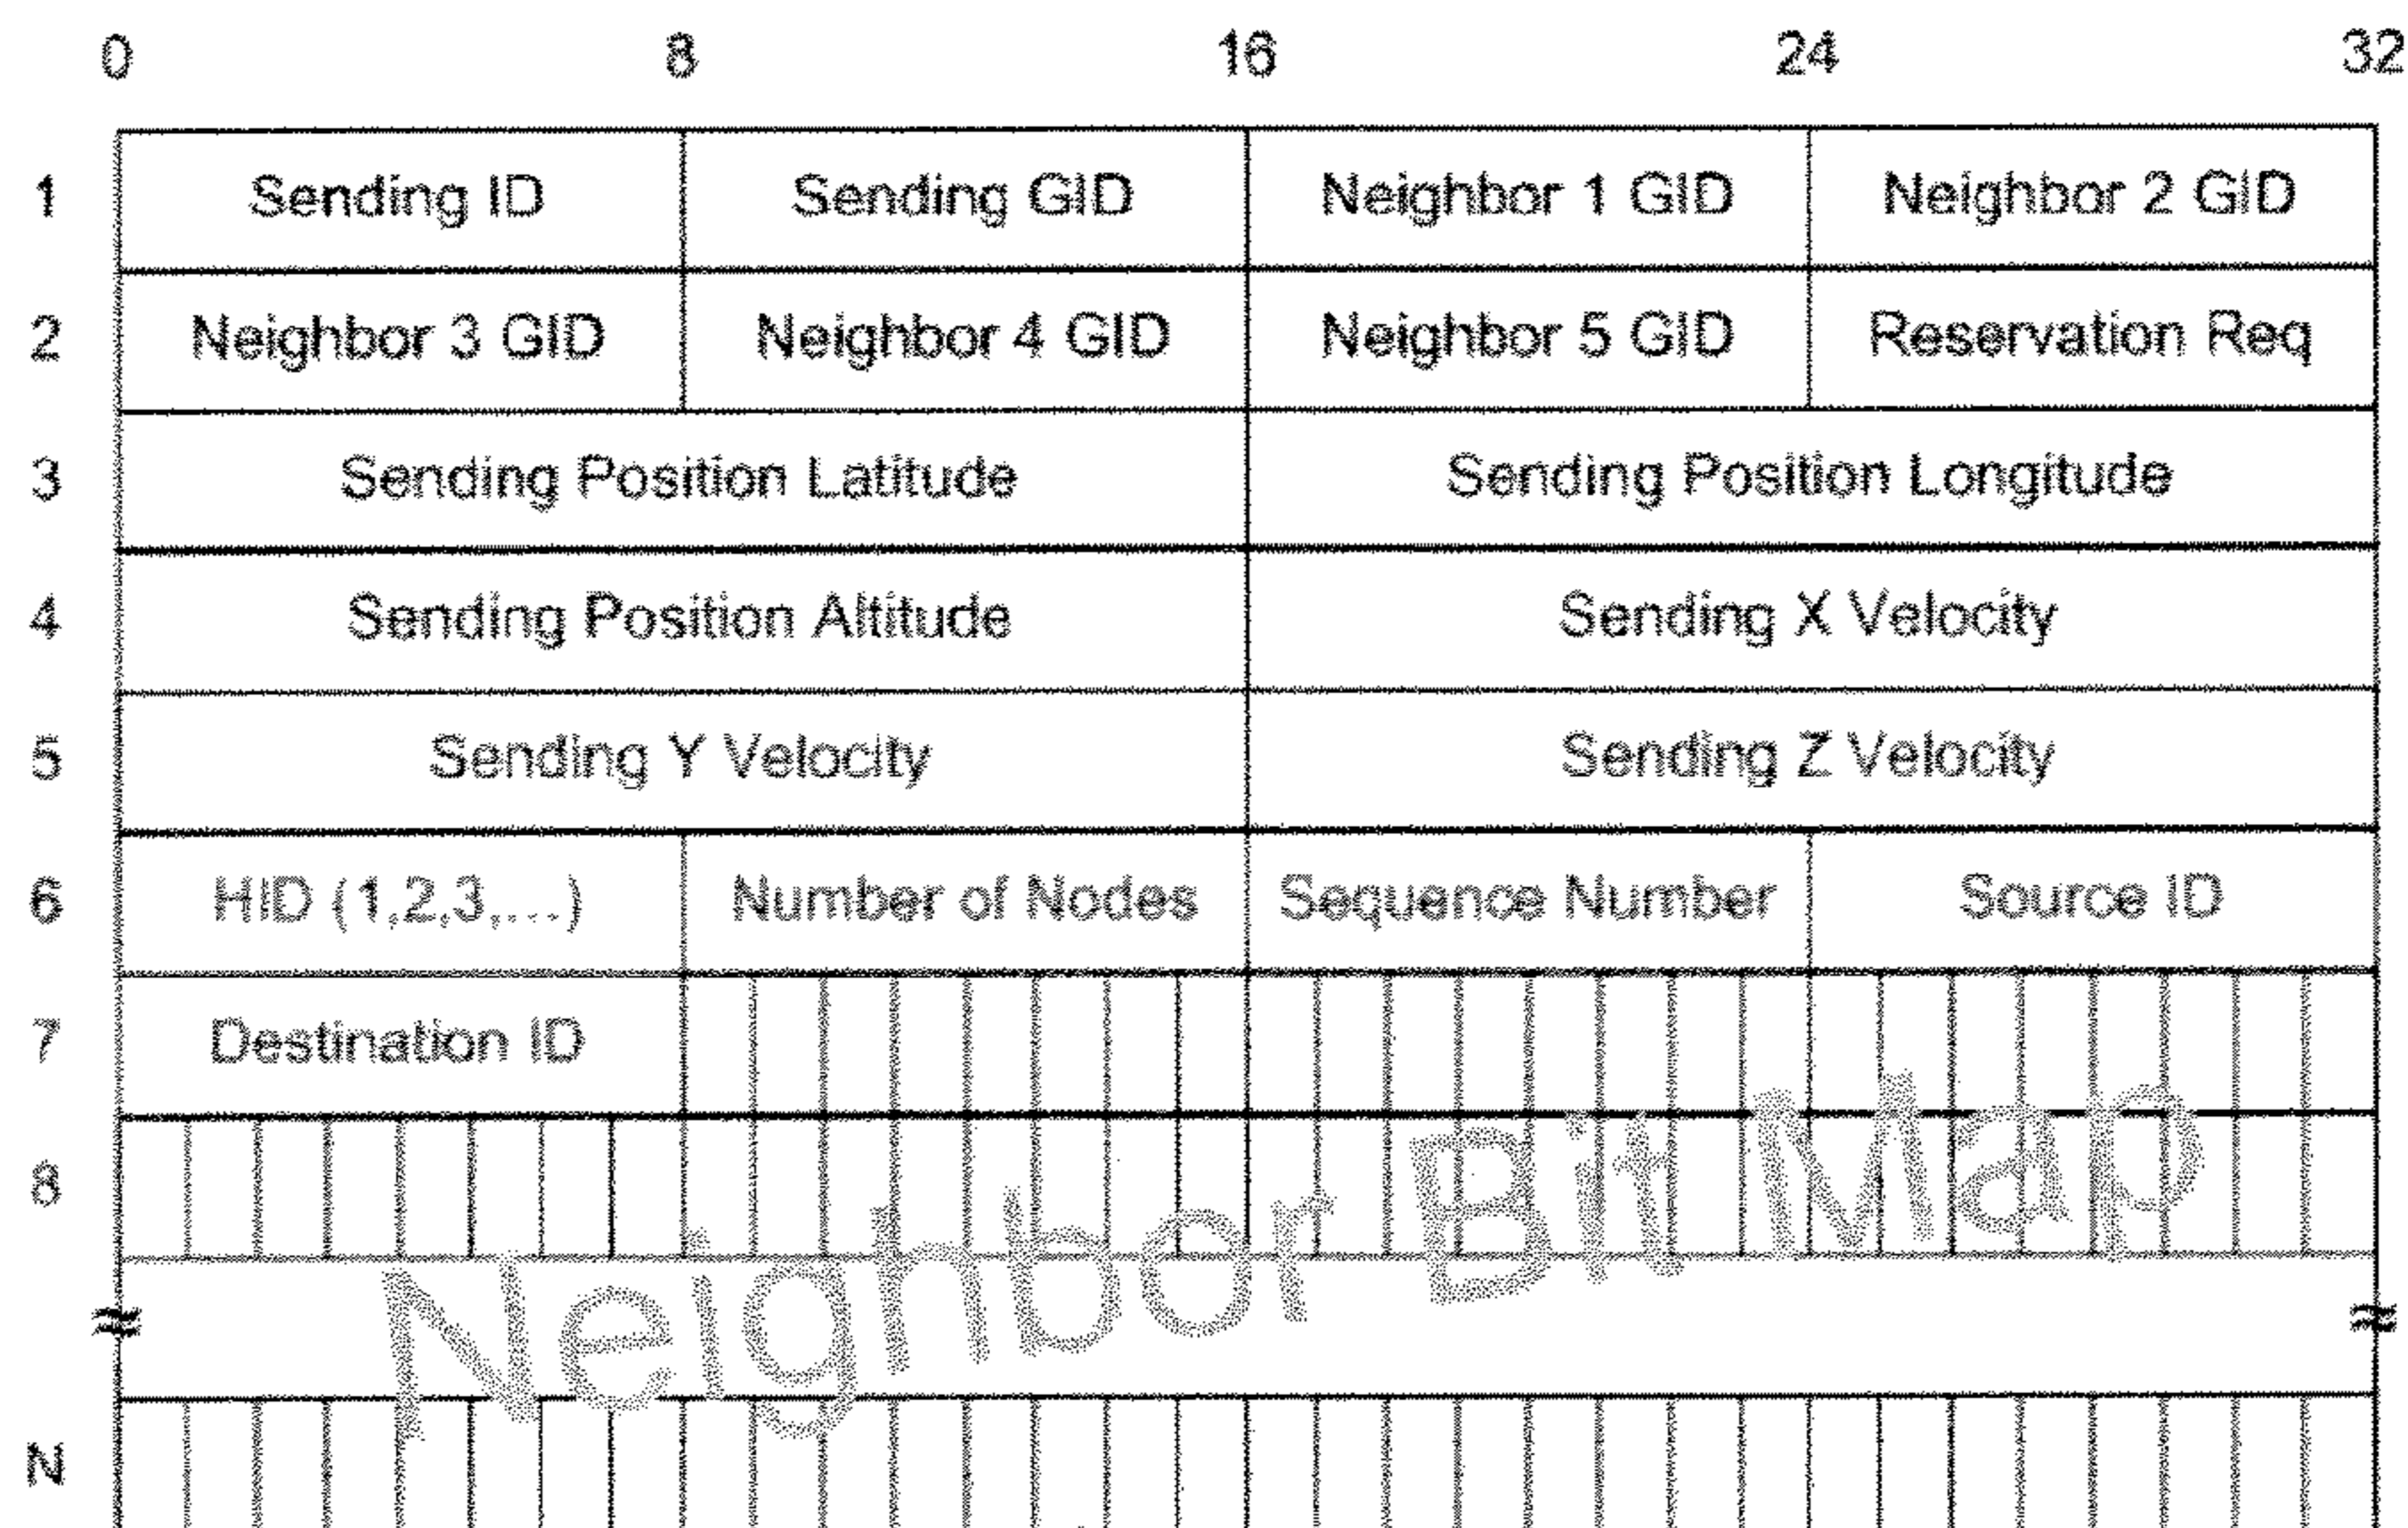 0 8 16 24 32
1 Sending ID Sending GID Neighbor 1 GID Neighbor 2 GID
2 Neighbor 3 GID Neighbor 4 GID Neighbor 5 GID Reservation Req
3 Sending Position Latitude Sending Position Longitude
4 Sending Position Altitude Sending X Velocity
5 Sending Y Velocity Sending Z Velocity
6 HID (1,2,3,...) Number of Nodes Sequence Number Source ID
7 Destination ID
8
Neighbor Bit Map
≈ ≈
N